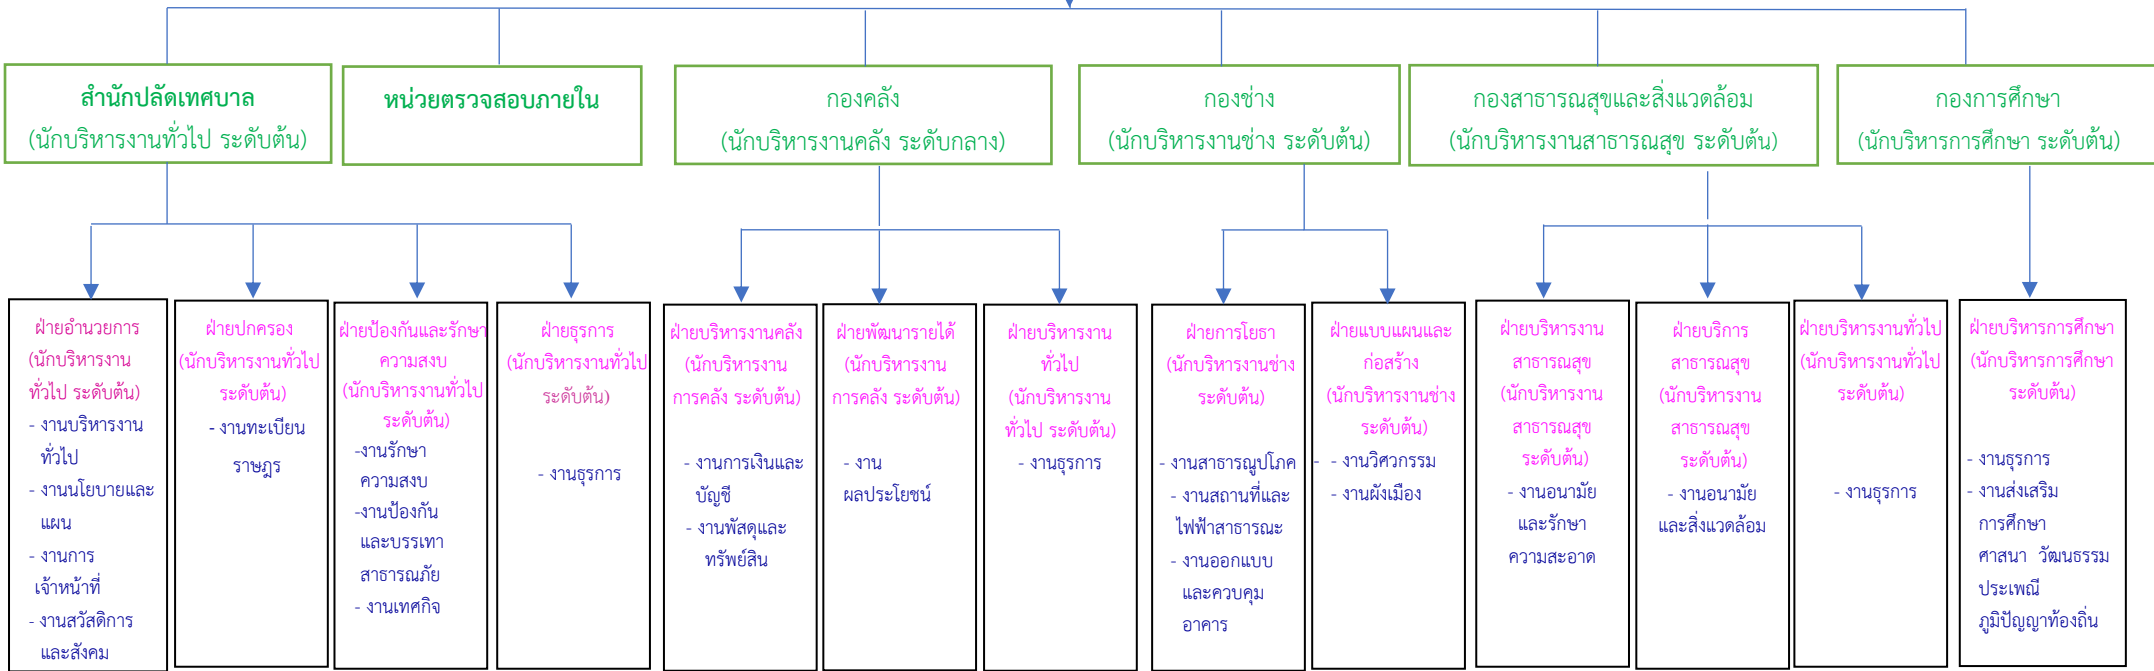 สำนักปลัดเทศบาล
(นักบริหารงานทั่วไป ระดับต้น)
หน่วยตรวจสอบภายใน
กองคลัง
(นักบริหารงานคลัง ระดับกลาง)
กองช่าง
(นักบริหารงานช่าง ระดับต้น)
กองสาธารณสุขและสิ่งแวดล้อม
(นักบริหารงานสาธารณสุข ระดับต้น)
กองการศึกษา
(นักบริหารการศึกษา ระดับต้น)
ฝ่ายอำนวยการ
(นักบริหารงาน
ทั่วไป ระดับต้น)
- งานบริหารงาน
ทั่วไป
- งานนโยบายและ
แผน
- งานการ
เจ้าหน้าที่
- งานสวัสดิการ
และสังคม
ฝ่ายปกครอง
(นักบริหารงานทั่วไป
ระดับต้น)
- งานทะเบียน
ราษฎร
ฝ่ายป้องกันและรักษา
ความสงบ
(นักบริหารงานทั่วไป
ระดับต้น)
-งานรักษา
ความสงบ
-งานป้องกัน
และบรรเทา
สาธารณภัย
- งานเทศกิจ
ฝ่ายธุรการ
(นักบริหารงานทั่วไป
ระดับต้น)
- งานธุรการ
ฝ่ายบริหารงานคลัง
(นักบริหารงาน
การคลัง ระดับต้น)
- งานการเงินและ
บัญชี
- งานพัสดุและ
ทรัพย์สิน
ฝ่ายพัฒนารายได้
(นักบริหารงาน
การคลัง ระดับต้น)
- งาน
ผลประโยชน์
ฝ่ายบริหารงาน
ทั่วไป
(นักบริหารงาน
ทั่วไป ระดับต้น)
- งานธุรการ
ฝ่ายการโยธา
(นักบริหารงานช่าง
ระดับต้น)
- งานสาธารณูปโภค
- งานสถานที่และ
ไฟฟ้าสาธารณะ
- งานออกแบบ
และควบคุม
อาคาร
ฝ่ายแบบแผนและ
ก่อสร้าง
(นักบริหารงานช่าง
ระดับต้น)
- - งานวิศวกรรม
- งานผังเมือง
ฝ่ายบริหารงาน
สาธารณสุข
(นักบริหารงาน
สาธารณสุข
ระดับต้น)
- งานอนามัย
และรักษา
ความสะอาด
ฝ่ายบริการ
สาธารณสุข
(นักบริหารงาน
สาธารณสุข
ระดับต้น)
- งานอนามัย
และสิ่งแวดล้อม
ฝ่ายบริหารงานทั่วไป
(นักบริหารงานทั่วไป
ระดับต้น)
- งานธุรการ
ฝ่ายบริหารการศึกษา
(นักบริหารการศึกษา
ระดับต้น)
- งานธุรการ
- งานส่งเสริม
การศึกษา
ศาสนา วัฒนธรรม
ประเพณี
ภูมิปัญญาท้องถิ่น